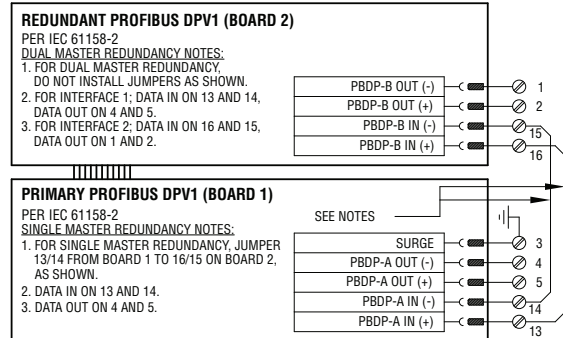 REDUNDANT PROFIBUS DPV1 (BOARD 2)
PER IEC 61158-2
DUAL MASTER REDUNDANCY NOTES:
1. FOR DUAL MASTER REDUNDANCY,
DO NOT INSTALL JUMPERS AS SHOWN.
2. FOR INTERFACE 1; DATA IN ON 13 AND 14,
DATA OUT ON 4 AND 5.
3. FOR INTERFACE 2; DATA IN ON 16 AND 15,
DATA OUT ON 1 AND 2.
PBDP-B OUT (-) 1
PBDP-B OUT (+) 2
PBDP-B IN (-) 15
PBDP-B IN (+) 16
PRIMARY PROFIBUS DPV1 (BOARD 1)
PER IEC 61158-2
SINGLE MASTER REDUNDANCY NOTES:
1. FOR SINGLE MASTER REDUNDANCY, JUMPER
13/14 FROM BOARD 1 TO 16/15 ON BOARD 2,
AS SHOWN.
2. DATA IN ON 13 AND 14.
3. DATA OUT ON 4 AND 5.
SEE NOTES
SURGE 3
PBDP-A OUT (-) 4
PBDP-A OUT (+) 5
PBDP-A IN (-) 14
PBDP-A IN (+) 13